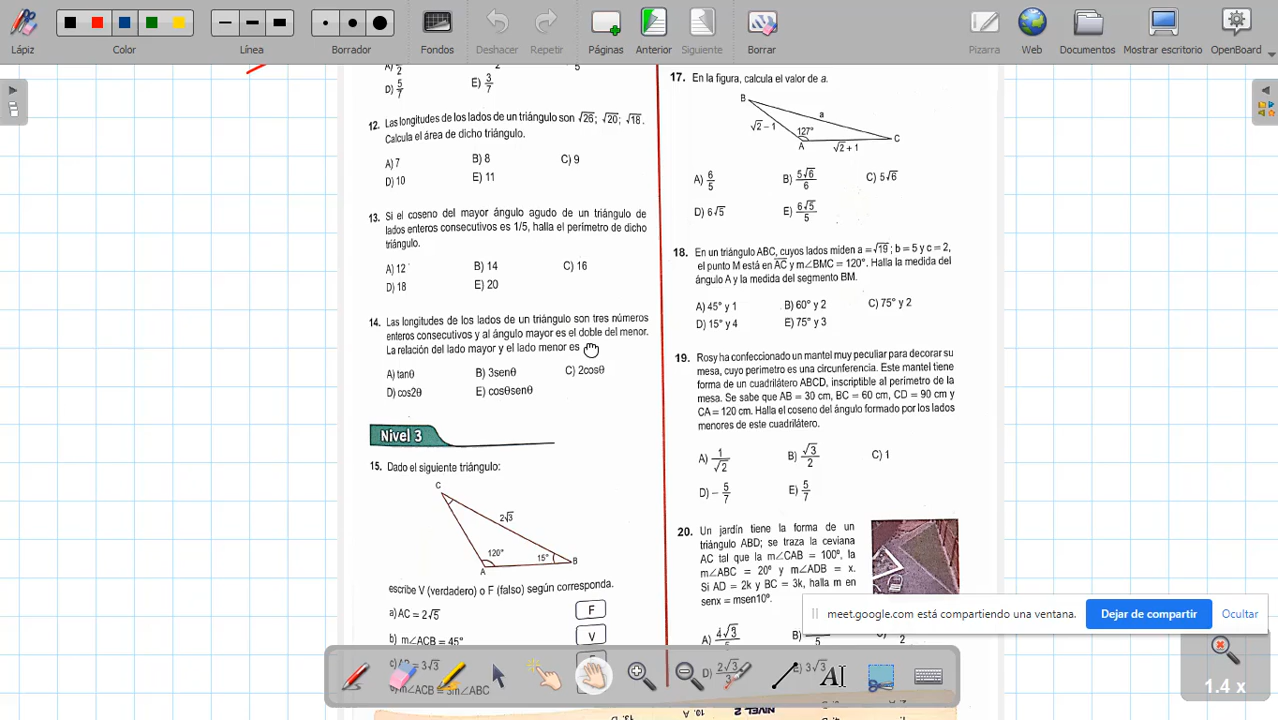 Lápiz
Color
Línea
Borrador
Fondos
Deshacer
Repetir
Páginas
Anterior
Siguiente
Borrar
Pizarra
Web
Documentos
Mostrar escritorio
OpenBoard
D) 5/7
E) 3/7
12. Las longitudes de los lados de un triángulo son √26; √20; √18.
Calcula el área de dicho triángulo.
A) 7 B) 8 C) 9
D) 10 E) 11
13. Si el coseno del mayor ángulo agudo de un triángulo de
lados enteros consecutivos es 1/5, halla el perímetro de dicho
triángulo.
A) 12 B) 14 C) 16
D) 18 E) 20
14. Las longitudes de los lados de un triángulo son tres números
enteros consecutivos y al ángulo mayor es el doble del menor.
La relación del lado mayor y el lado menor es
A) tanθ B) 3senθ C) 2cosθ
D) cos2θ E) cosθsenθ
Nivel 3
15. Dado el siguiente triángulo:
C
2√3
120°
15°
B
A
escribe V (verdadero) o F (falso) según corresponda.
a) AC = 2√5 F
b) m∠ACB = 45° V
c) AB = 3√3
m∠ACB = 3m∠ABC
17. En la figura, calcula el valor de a.
B
a
√2 − 1
127°
C
A
√2 + 1
A) 6/5 B) 5√6/6 C) 5√6
D) 6√5 E) 6√5/5
18. En un triángulo ABC, cuyos lados miden a = √19; b = 5 y c = 2,
el punto M está en AC y m∠BMC = 120°. Halla la medida del
ángulo A y la medida del segmento BM.
A) 45° y 1 B) 60° y 2 C) 75° y 2
D) 15° y 4 E) 75° y 3
19. Rosy ha confeccionado un mantel muy peculiar para decorar su
mesa, cuyo perímetro es una circunferencia. Este mantel tiene
forma de un cuadrilátero ABCD, inscriptible al perímetro de la
mesa. Se sabe que AB = 30 cm, BC = 60 cm, CD = 90 cm y
CA = 120 cm. Halla el coseno del ángulo formado por los lados
menores de este cuadrilátero.
A) 1/√2 B) √3/2 C) 1
D) − 5/7 E) 5/7
20. Un jardín tiene la forma de un
triángulo ABD; se traza la ceviana
AC tal que la m∠CAB = 100°, la
m∠ABC = 20° y m∠ADB = x.
Si AD = 2k y BC = 3k, halla m en
senx = msen10°.
A) 4√3 B)
D) 2√3 E) 3√3
meet.google.com está compartiendo una ventana.
Dejar de compartir
Ocultar
1.4 x
NIVEL 2